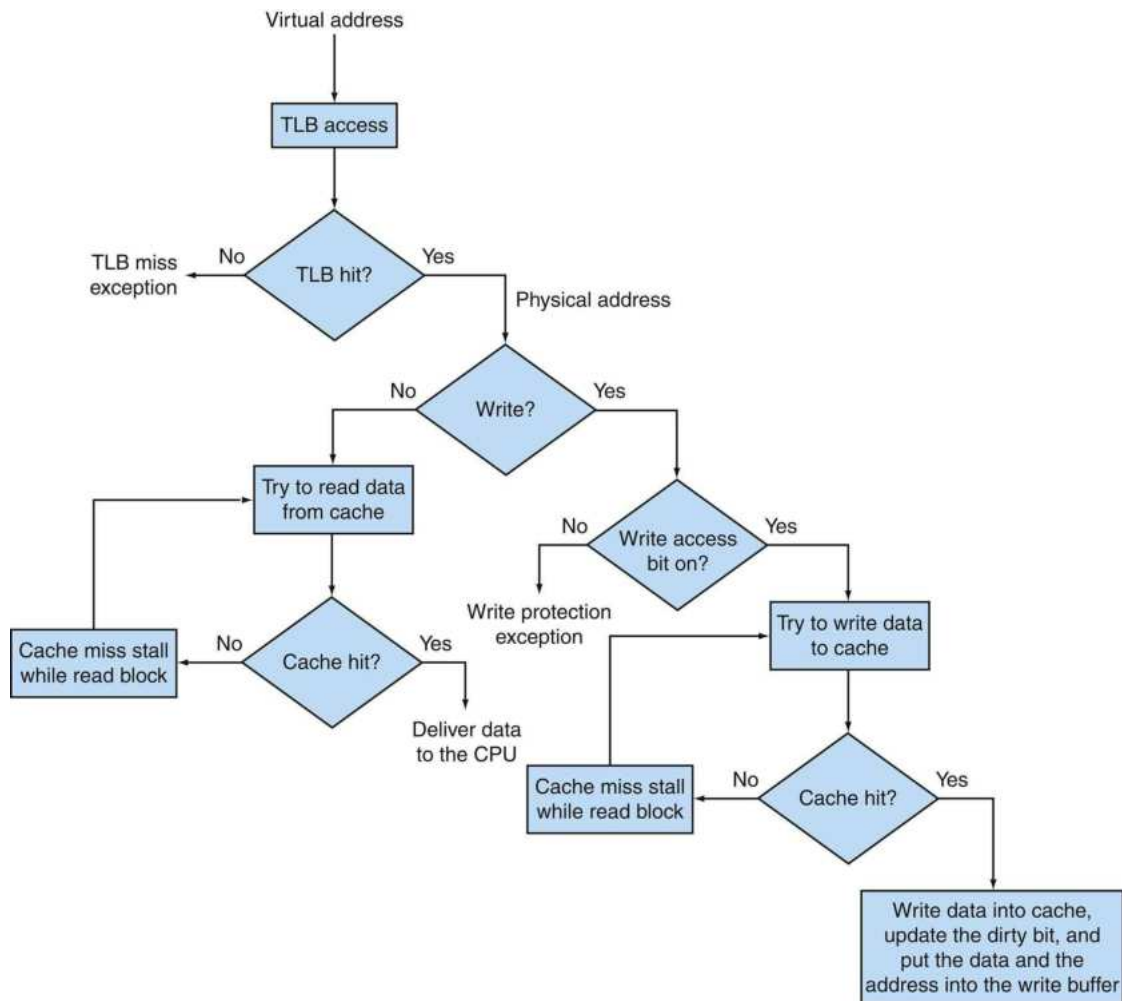 Virtual address
TLB access
TLB hit?
No
Yes
TLB miss
exception
Physical address
Write?
No
Yes
Try to read data
from cache
Write access
bit on?
No
Yes
Write protection
exception
Try to write data
to cache
Cache hit?
No
Yes
Cache miss stall
while read block
Deliver data
to the CPU
Cache hit?
No
Yes
Cache miss stall
while read block
Write data into cache,
update the dirty bit, and
put the data and the
address into the write buffer